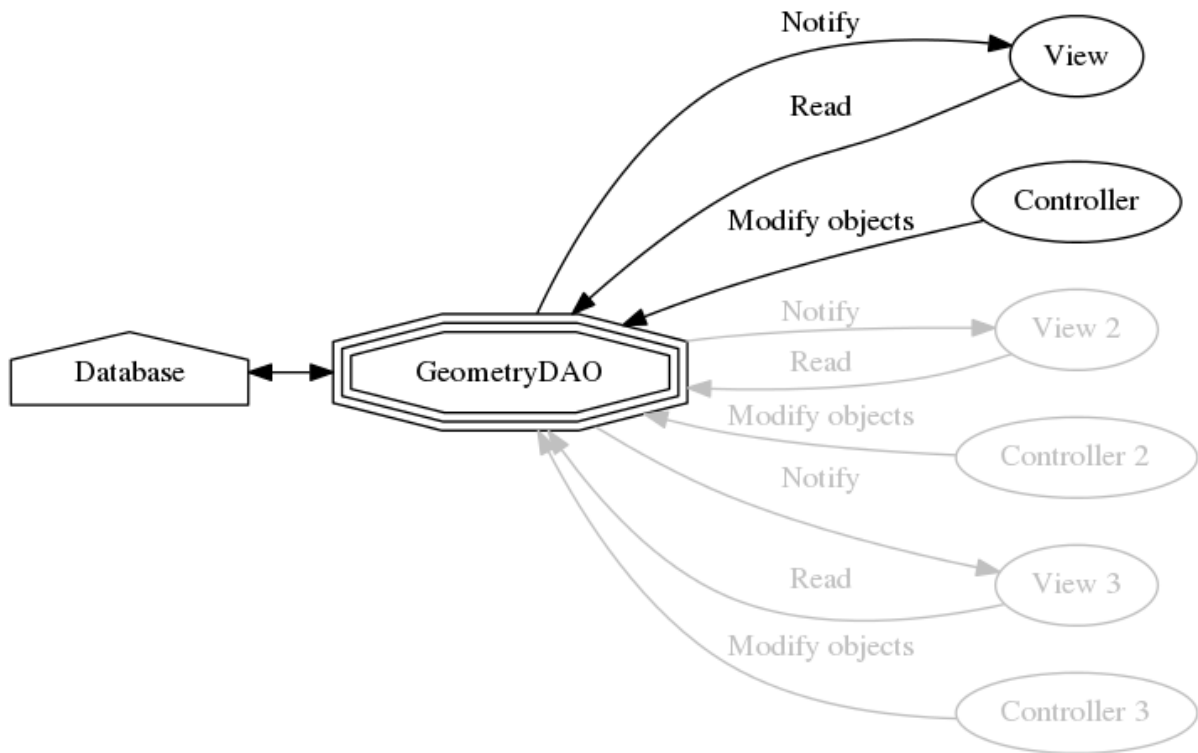 Notify
View
Read
Controller
Modify objects
Notify
View 2
Read
Database
GeometryDAO
Modify objects
Controller 2
Notify
Read
View 3
Modify objects
Controller 3